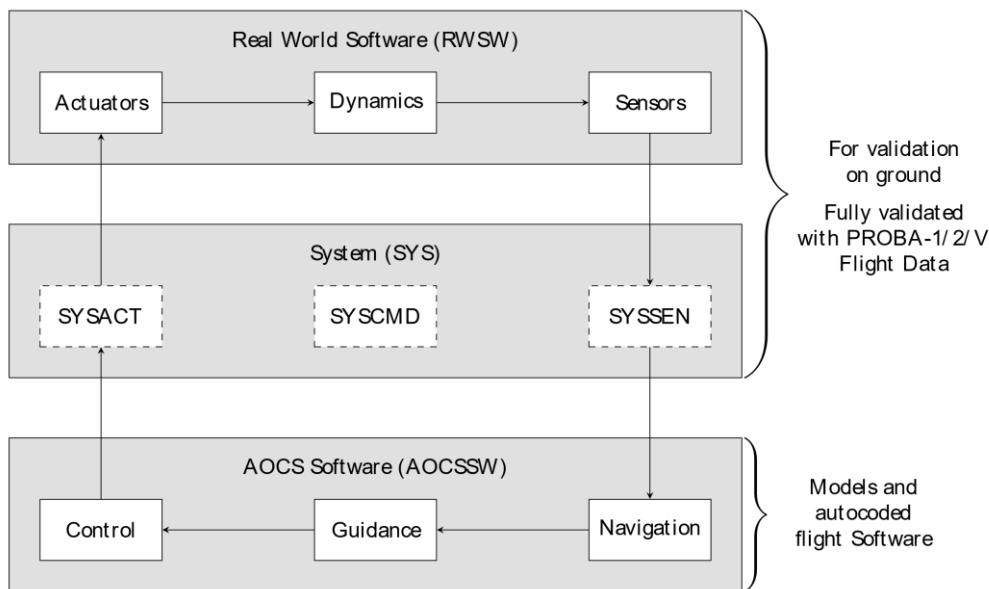 Real World Software (RWSW)
Actuators
Dynamics
Sensors
For validation
on ground
Fully validated
with PROBA-1/2/V
Flight Data
System (SYS)
SYSACT
SYSCMD
SYSSEN
AOCS Software (AOCSSW)
Control
Guidance
Navigation
Models and
autocoded
flight Software